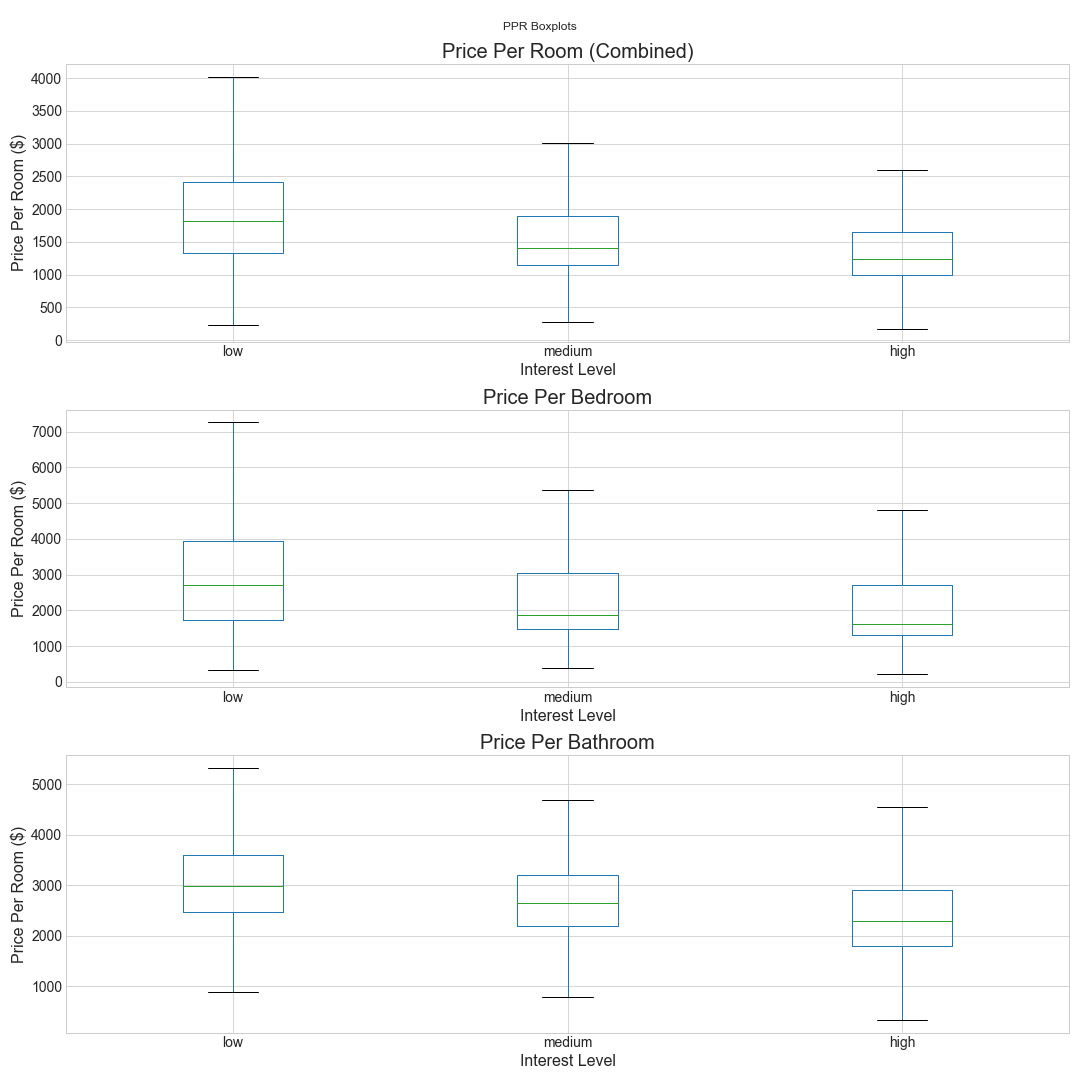 PPR Boxplots
Price Per Room (Combined)
Price Per Room ($)
4000
3500
3000
2500
2000
1500
1000
500
0
low medium high
Interest Level
Price Per Bedroom
Price Per Room ($)
7000
6000
5000
4000
3000
2000
1000
0
low medium high
Interest Level
Price Per Bathroom
Price Per Room ($)
5000
4000
3000
2000
1000
low medium high
Interest Level